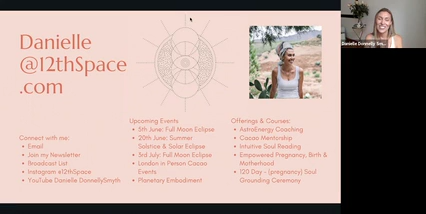 Danielle
@12thSpace
.com
Connect with me:
Email
Join my Newsletter
Broadcast List
Instagram @12thSpace
YouTube Danielle DonnellySmyth
Upcoming Events
5th June: Full Moon Eclipse
20th June: Summer
Solstice & Solar Eclipse
3rd July: Full Moon Eclipse
London in Person Cacao
Events
Planetary Embodiment
Offerings & Courses:
AstraEnergy Coaching
Cacao Mentorship
Intuitive Soul Reading
Empowered Pregnancy, Birth &
Motherhood
120 Day - (pregnancy) Soul
Grounding Ceremony
Danielle Donnelly